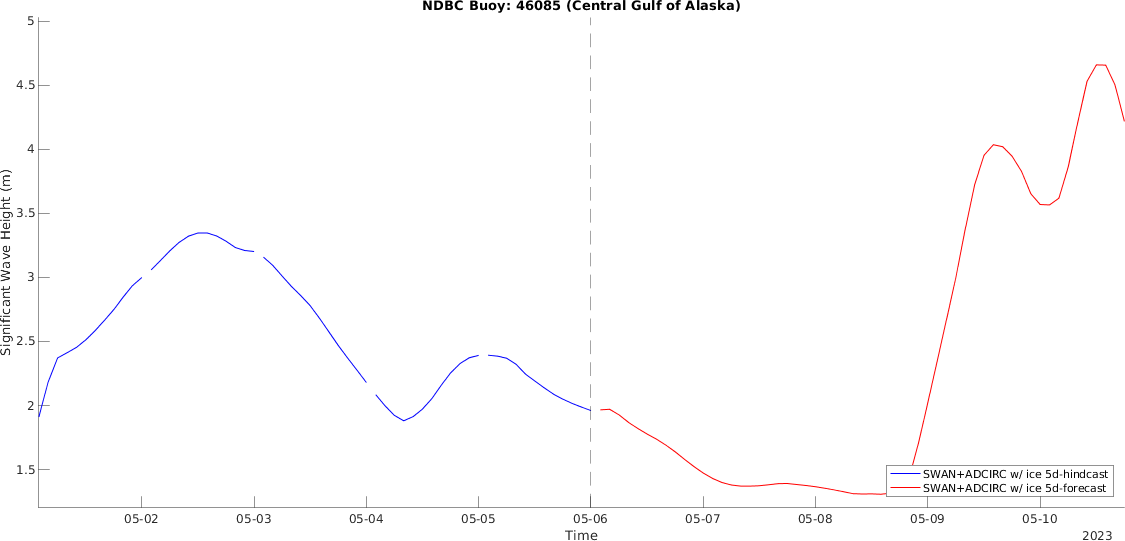 NDBC Buoy: 46085 (Central Gulf of Alaska)
5
4.5
4
3.5
3
2.5
2
1.5
Significant Wave Height (m)
SWAN+ADCIRC w/ ice 5d-hindcast
SWAN+ADCIRC w/ ice 5d-forecast
05-02 05-03 05-04 05-05 05-06 05-07 05-08 05-09 05-10
Time
2023